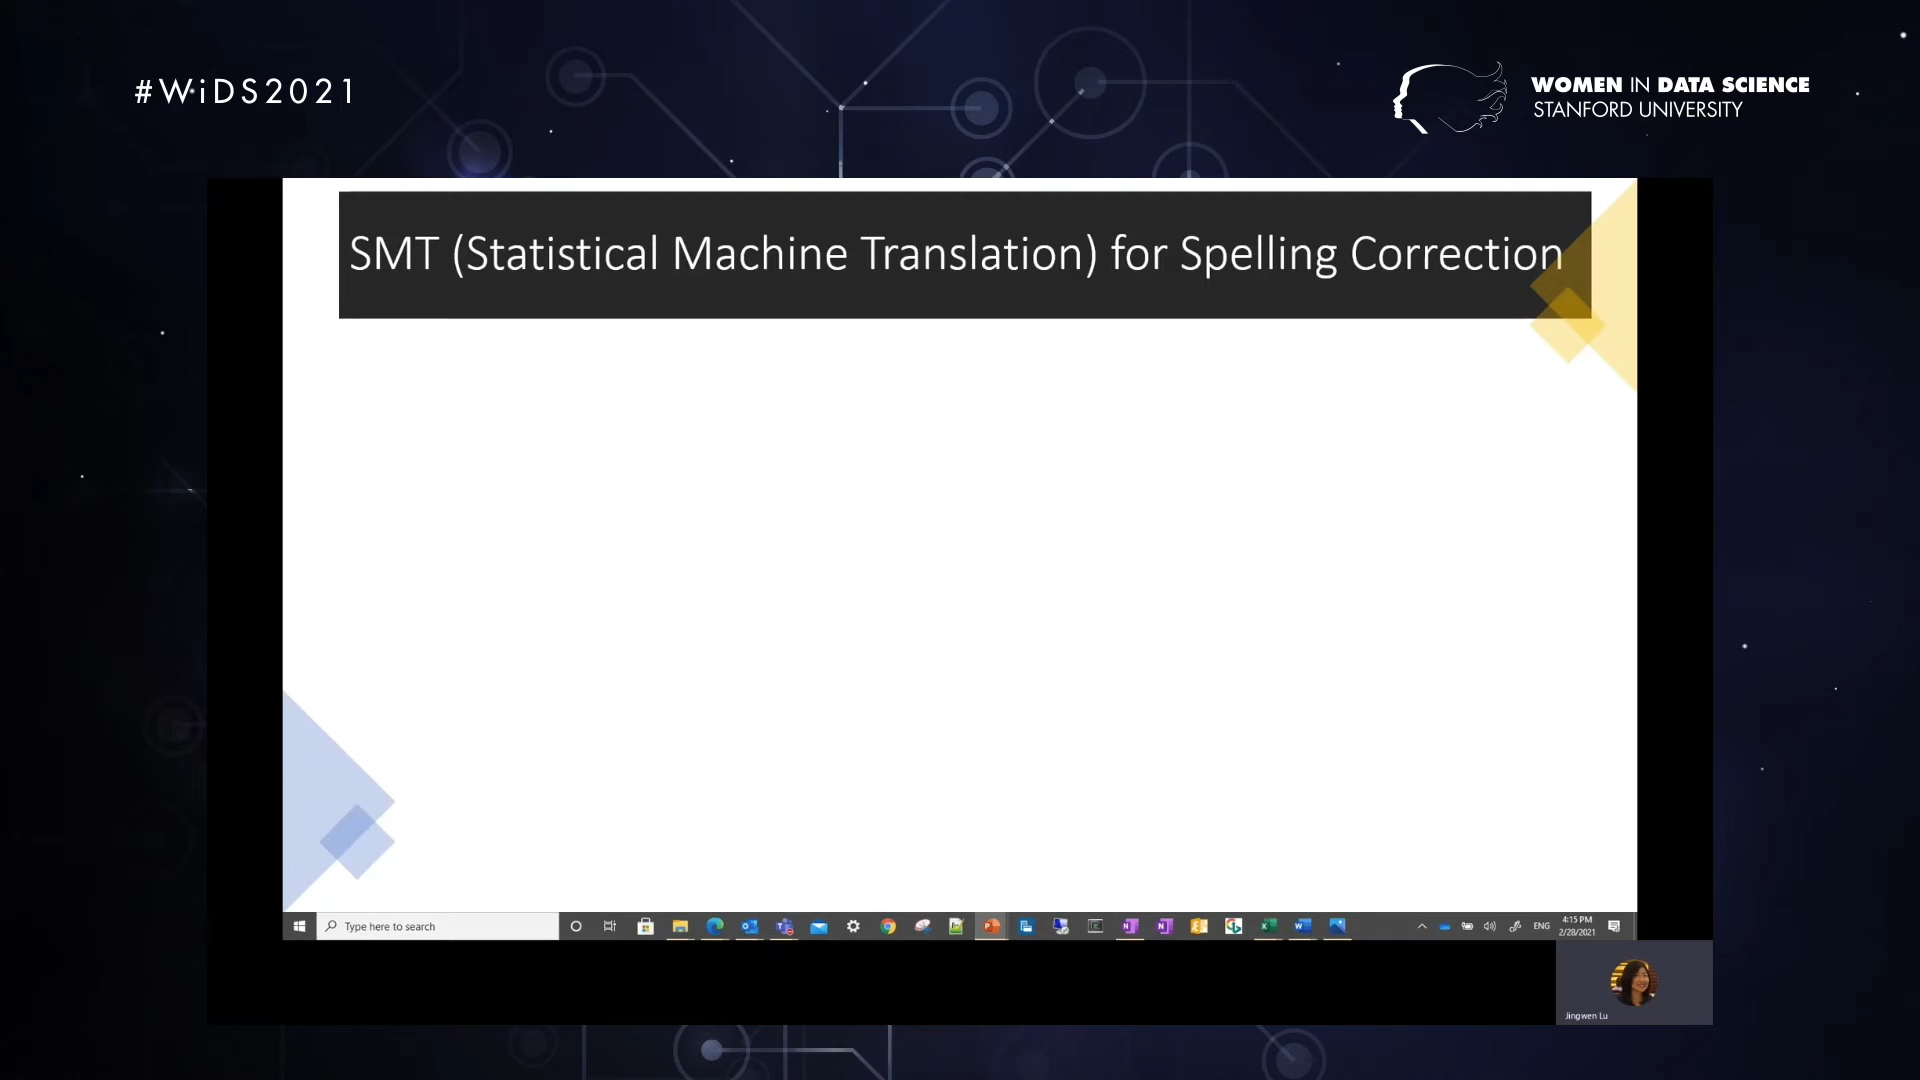 #WiDS2021
WOMEN IN DATA SCIENCE
STANFORD UNIVERSITY
SMT (Statistical Machine Translation) for Spelling Correction
Type here to search
ENG
4:15 PM
2/28/2021
Jingwen Lu